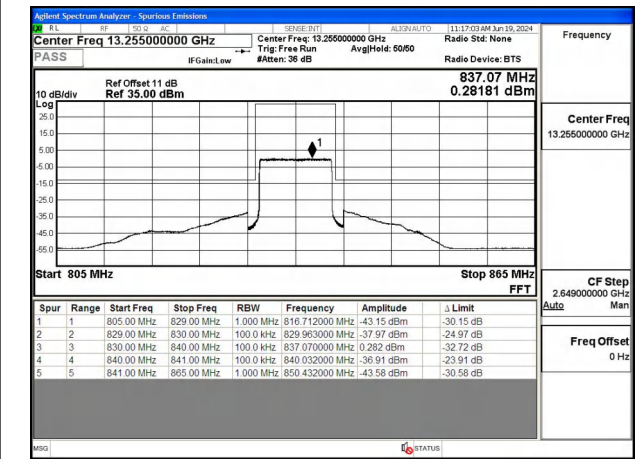 Agilent Spectrum Analyzer - Spurious Emissions
RL RF 50 Ω AC SENSE:INT ALIGN AUTO 11:17:03 AM Jun 19, 2024
Center Freq 13.255000000 GHz Center Freq: 13.255000000 GHz Radio Std: None Frequency
Trig: Free Run Avg|Hold: 50/50
PASS IFGain:Low #Atten: 36 dB Radio Device: BTS
837.07 MHz
0.28181 dBm
Ref Offset 11 dB
10 dB/div Ref 35.00 dBm
Log
25.0
15.0
5.00
-5.00
-15.0
-25.0
-35.0
-45.0
-55.0
1
Start 805 MHz Stop 865 MHz
FFT
Spur Range Start Freq Stop Freq RBW Frequency Amplitude Δ Limit
1 1 805.00 MHz 829.00 MHz 1.000 MHz 816.712000 MHz -43.15 dBm -30.15 dB
2 2 829.00 MHz 830.00 MHz 100.0 kHz 829.963000 MHz -37.97 dBm -24.97 dB
3 3 830.00 MHz 840.00 MHz 100.0 kHz 837.070000 MHz 0.282 dBm -32.72 dB
4 4 840.00 MHz 841.00 MHz 100.0 kHz 840.032000 MHz -36.91 dBm -23.91 dB
5 5 841.00 MHz 865.00 MHz 1.000 MHz 850.432000 MHz -43.58 dBm -30.58 dB
Center Freq
13.255000000 GHz
CF Step
2.649000000 GHz
Auto Man
Freq Offset
0 Hz
MSG STATUS